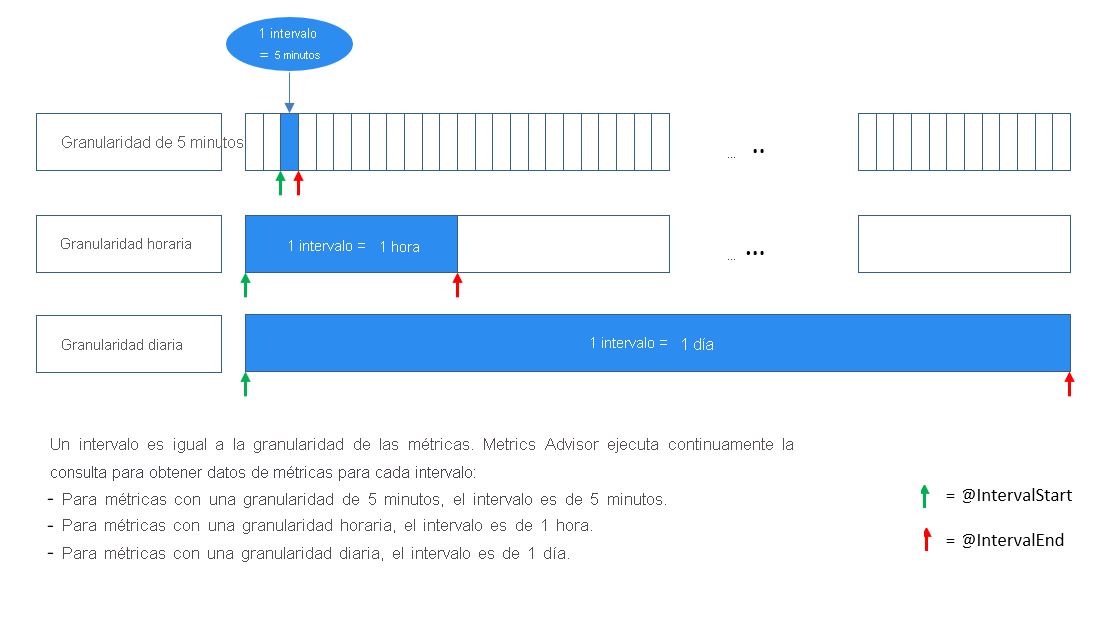 1 intervalo
= 5 minutos
Granularidad de 5 minutos
... ..
Granularidad horaria
1 intervalo = 1 hora
... ...
Granularidad diaria
1 intervalo = 1 día
Un intervalo es igual a la granularidad de las métricas. Metrics Advisor ejecuta continuamente la
consulta para obtener datos de métricas para cada intervalo:
- Para métricas con una granularidad de 5 minutos, el intervalo es de 5 minutos.
- Para métricas con una granularidad horaria, el intervalo es de 1 hora.
- Para métricas con una granularidad diaria, el intervalo es de 1 día.
= @IntervalStart
= @IntervalEnd